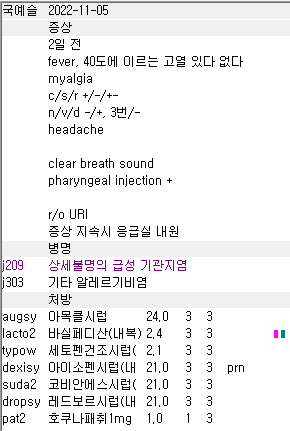 국예슬 2022-11-05
증상
2일 전
fever, 40도에 이르는 고열 있다 없다
myalgia
c/s/r +/-/+-
n/v/d -/+, 3번/-
headache
clear breath sound
pharyngeal injection +
r/o URI
증상 지속시 응급실 내원
병명
j209 상세불명의 급성 기관지염
j303 기타 알레르기비염
처방
augsy 아목클시럽 24,0 3 3
lacto2 바실페디산(내복) 2,4 3 3
typow 세토펜건조시럽( 2,1 3 3
dexisy 아이소펜시럽(내 21,0 3 3 prn
suda2 코비안에스시럽( 21,0 3 3
dropsy 레드보르시럽(내 21,0 3 3
pat2 호쿠나패취1mg 1,0 1 3